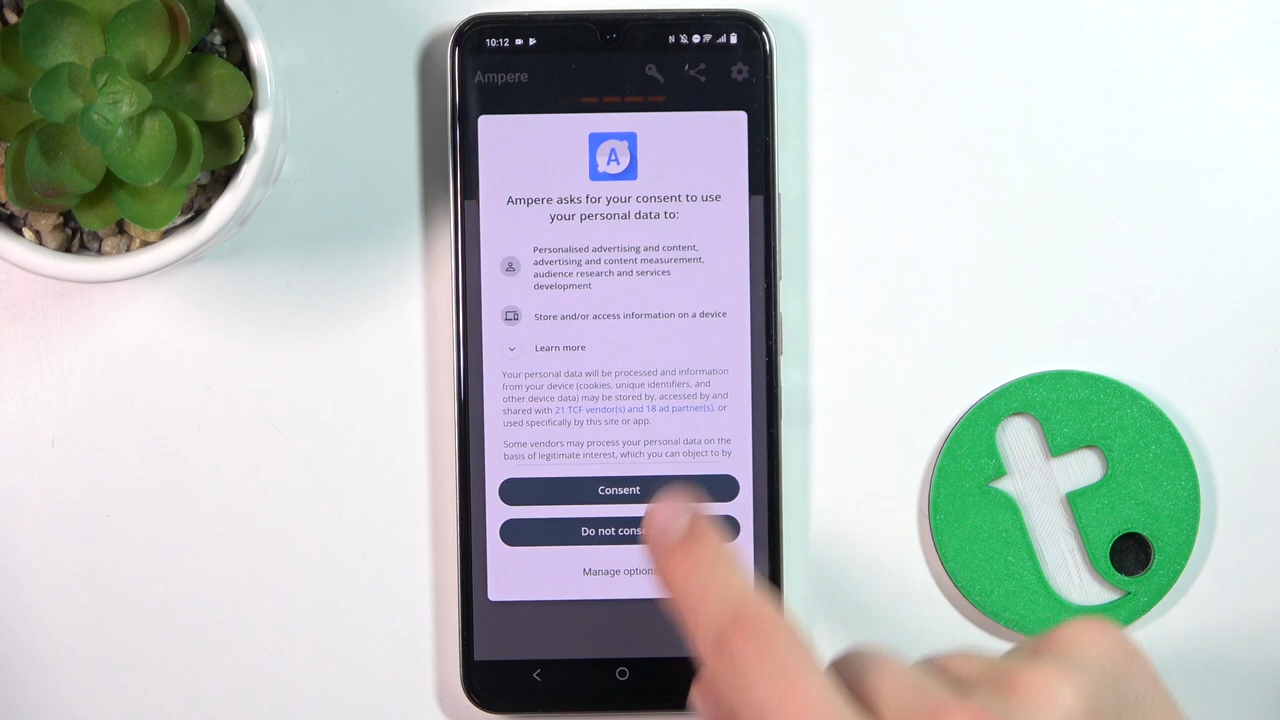 10:12
Ampere
A
Ampere asks for your consent to use
your personal data to:
Personalised advertising and content,
advertising and content measurement,
audience research and services
development
Store and/or access information on a device
Learn more
Your personal data will be processed and information
from your device (cookies, unique identifiers, and
other device data) may be stored by, accessed by and
shared with 21 TCF vendor(s) and 18 ad partner(s), or
used specifically by this site or app.
Some vendors may process your personal data on the
basis of legitimate interest, which you can object to by
Consent
Do not
Manage options
t